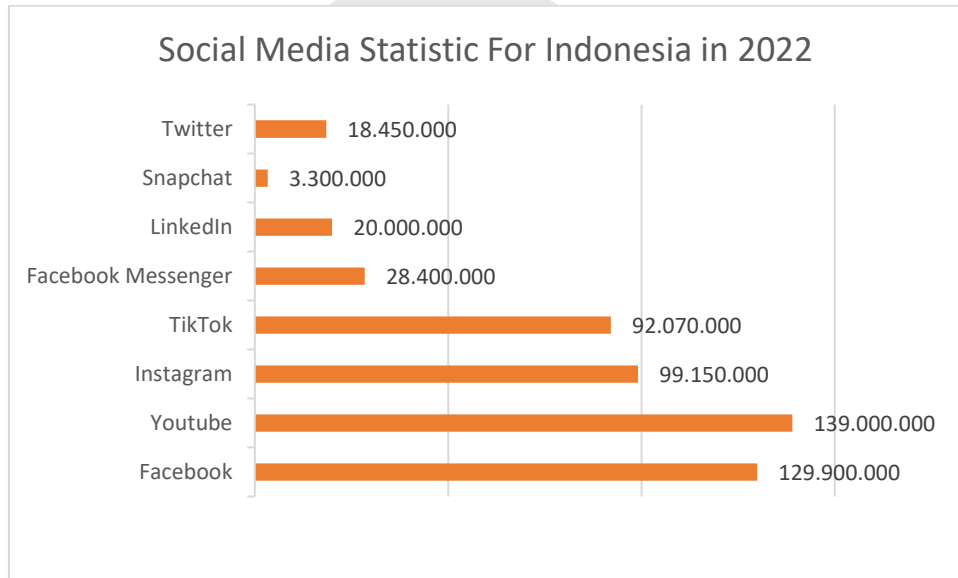 Social Media Statistic For Indonesia in 2022
Twitter 18.450.000
Snapchat 3.300.000
LinkedIn 20.000.000
Facebook Messenger 28.400.000
TikTok 92.070.000
Instagram 99.150.000
Youtube 139.000.000
Facebook 129.900.000